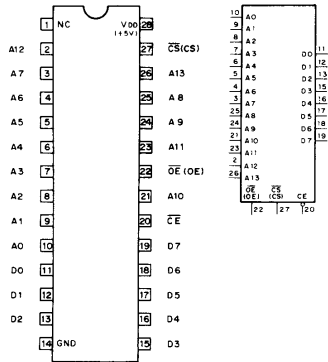 1 NC VDD 28
(+5V)
A12 2 27 C̅S̅(CS)
A7 3 26 A13
A6 4 25 A8
A5 5 24 A9
A4 6 23 A11
A3 7 22 O̅E̅(OE)
A2 8 21 A10
A1 9 20 C̅E̅
A0 10 19 D7
D0 11 18 D6
D1 12 17 D5
D2 13 16 D4
14 GND 15 D3
10 A0
9 A1
8 A2
7 A3 D0 11
6 A4 D1 12
5 A5 D2 13
4 A6 D3 15
3 A7 D4 16
25 A8 D5 17
24 A9 D6 18
21 A10 D7 19
23 A11
2 A12
26 A13
O̅E̅ C̅S̅ CE
(OE) (CS)
22 27 20